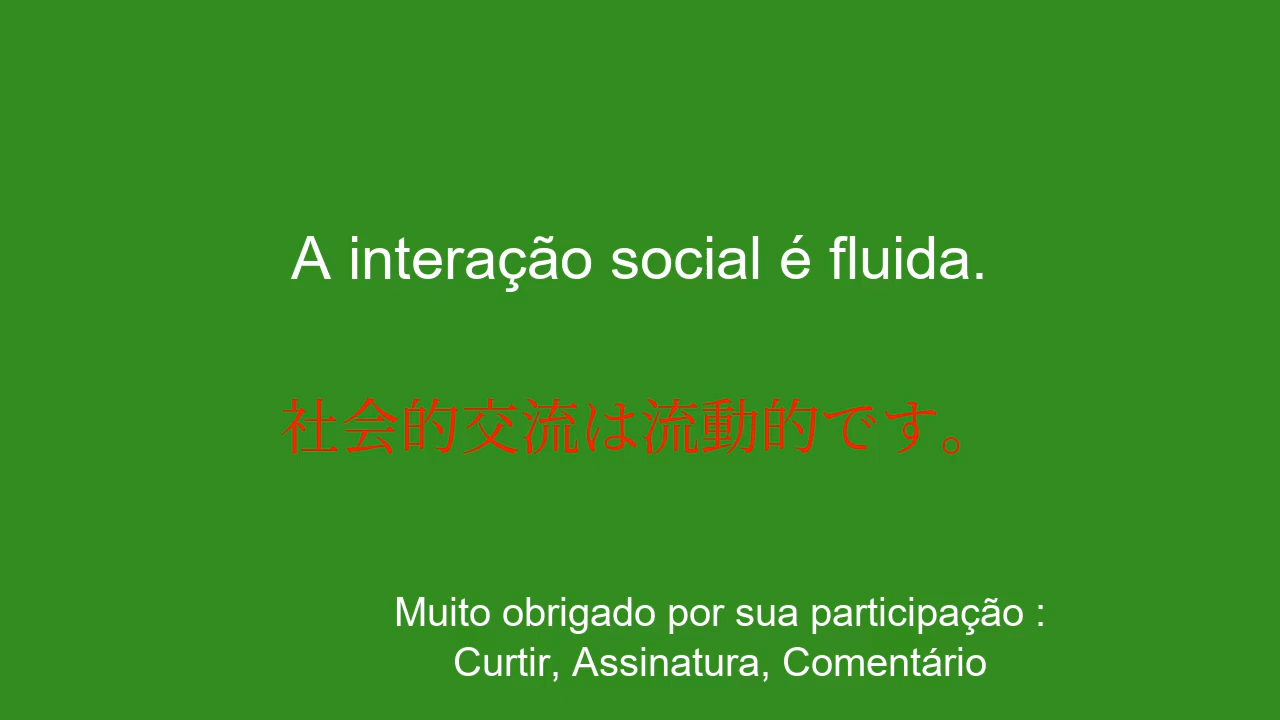 A interação social é fluida.
社会的交流は流動的です。
Muito obrigado por sua participação :
Curtir, Assinatura, Comentário